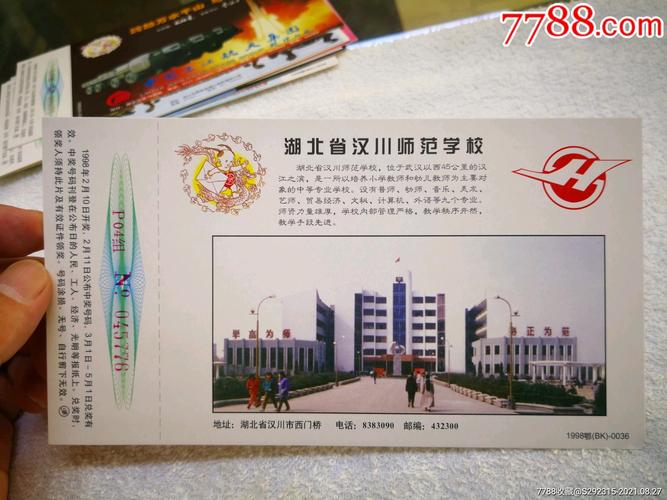 7788.com
湖北省汉川师范学校
湖北省汉川师范学校，位于武汉以西45公里的汉
江之滨，是一所以培养小学教师和幼儿教师为主要对
象的中等专业学校。设有普师、幼师、音乐、美术、
艺师、贸易经济、文秘、计算机、外语等九个专业。
师资力量雄厚，学校内部管理严格，教学秩序井然，
教学手段先进。
学高为师
身正为范
地址：湖北省汉川市西门桥
电话：8383090
邮编：432300
1998鄂(BK)-0036
P04组
№ 045776
1998年2月10日开奖，2月11日公布中奖号码，3月1日—5月1日兑奖有
效。中奖号码刊登在公布日的人民、工人、经济、光明等报纸上。兑奖时，
领奖人须持此片及有效证件领奖。号码涂损、无号、自行剪下无效。
7788收藏@S292315-2021.08.27